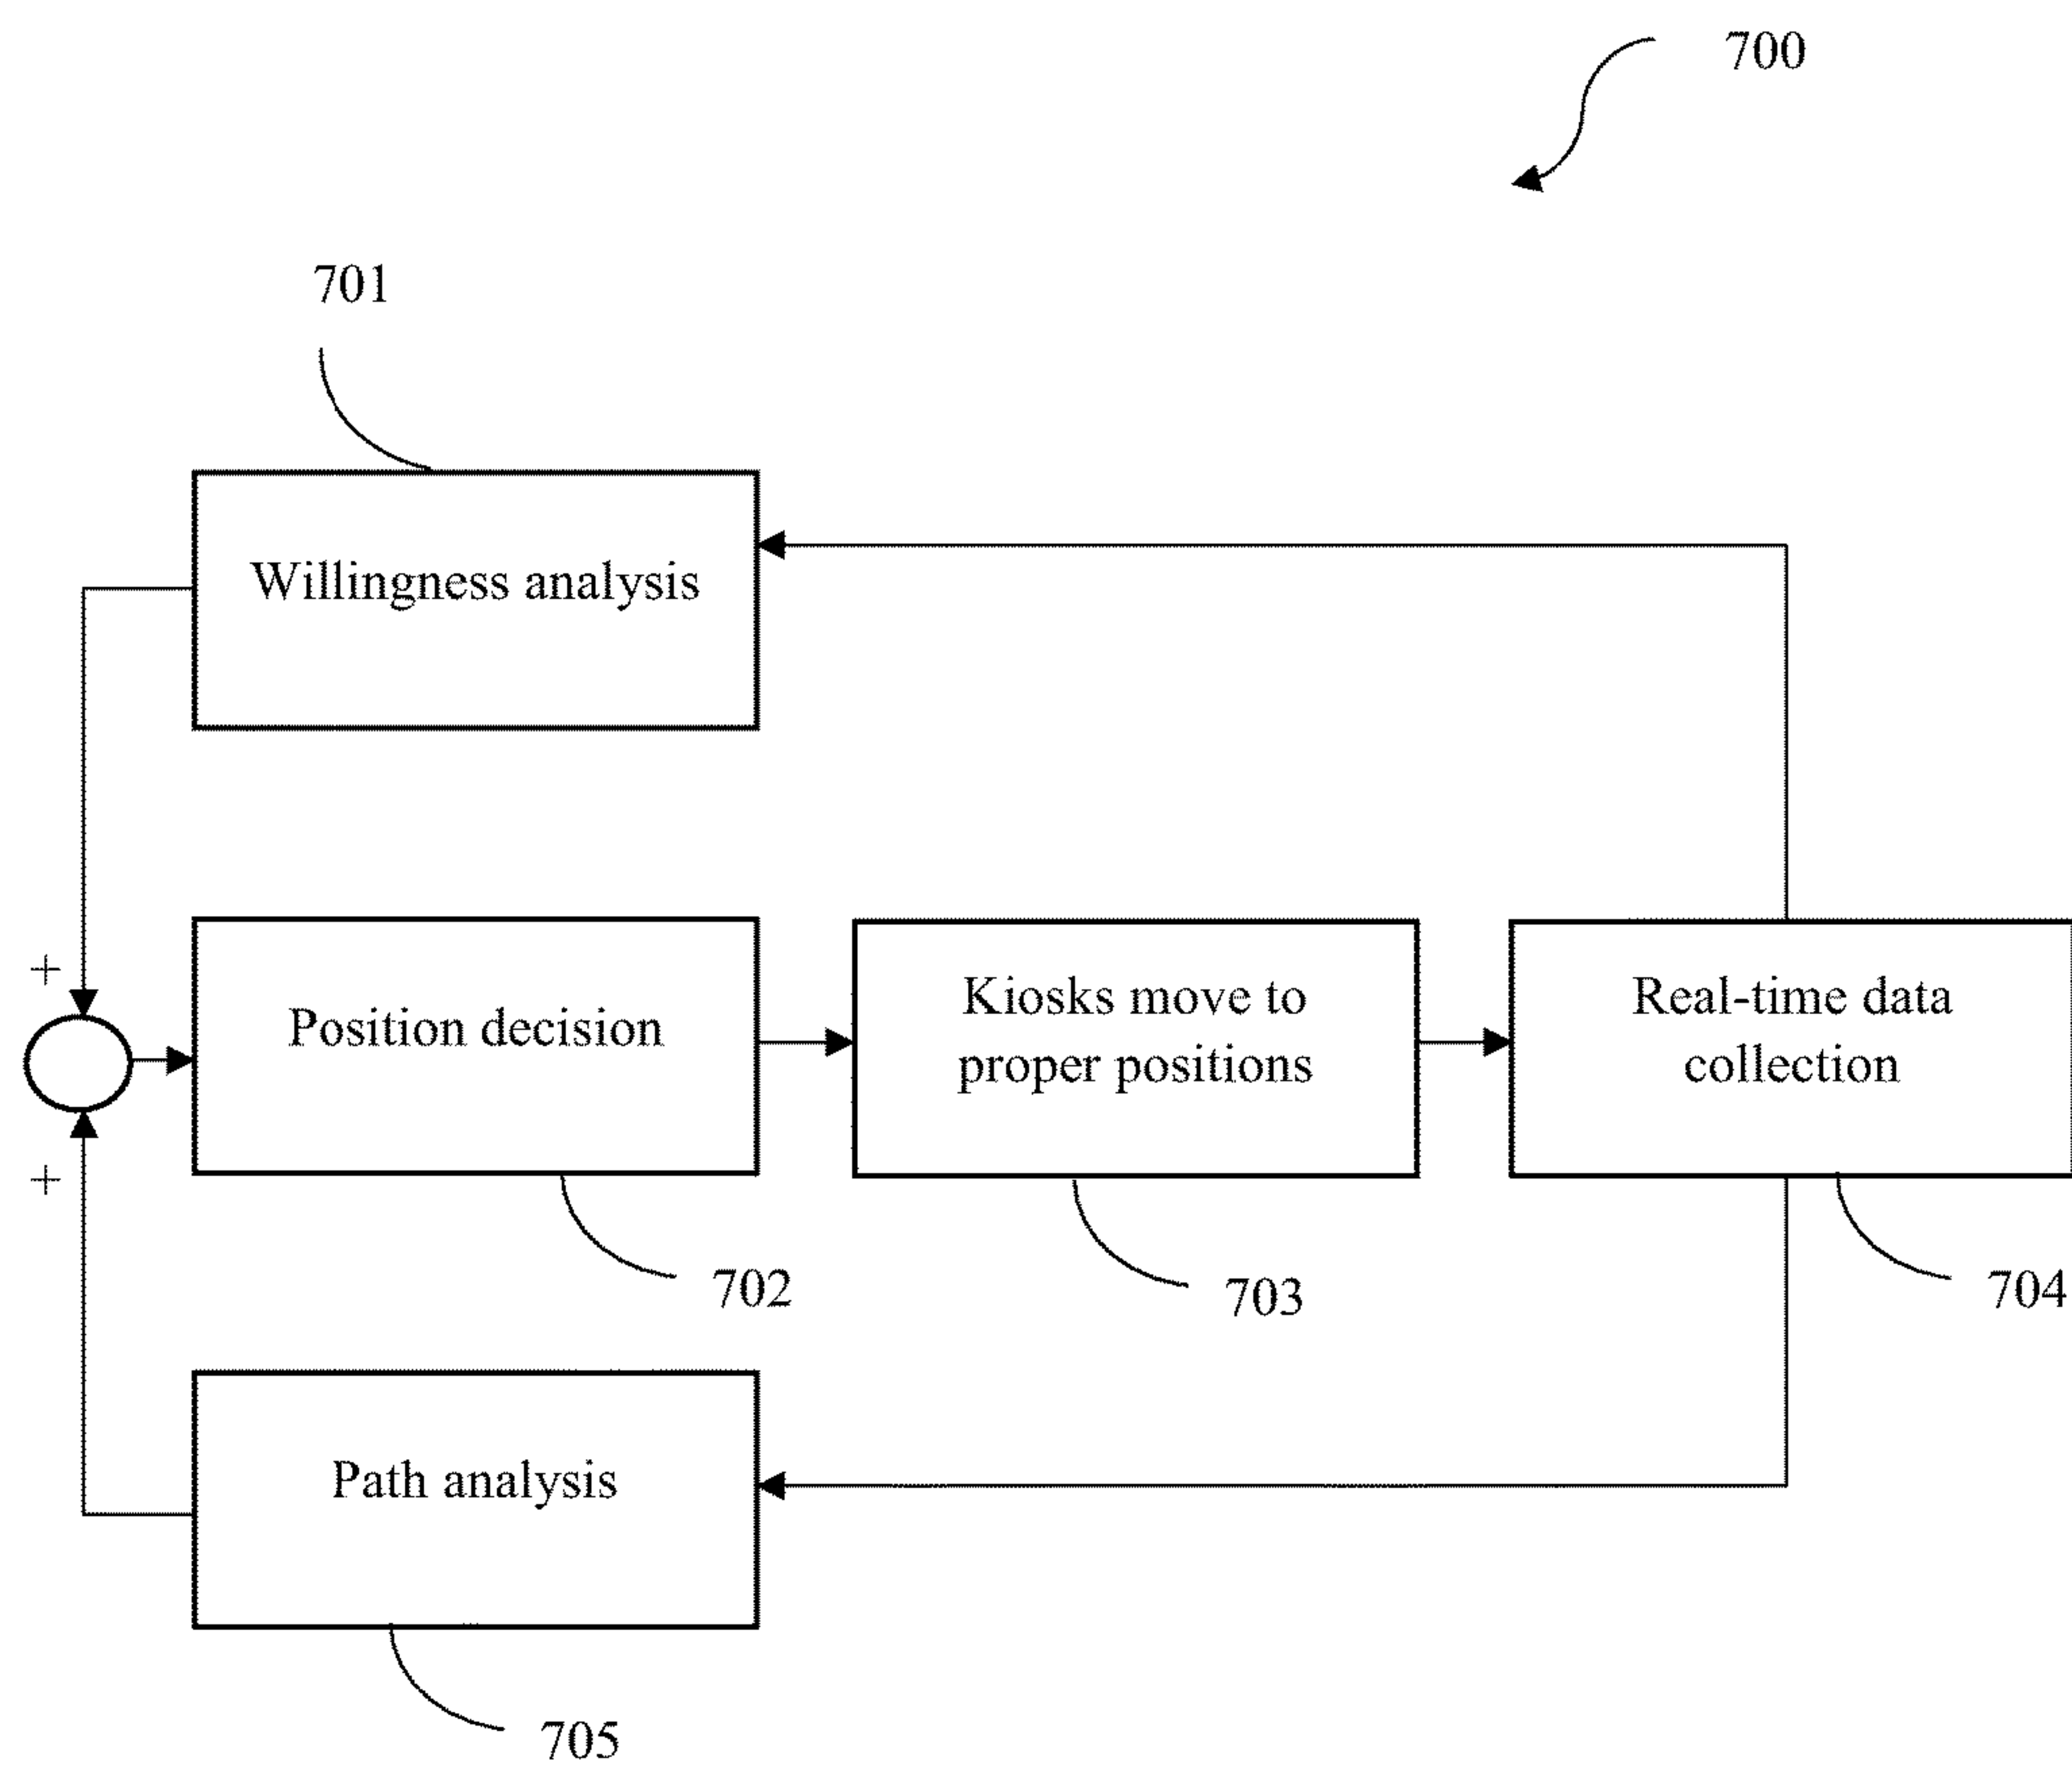 700
701
Willingness analysis
+
Position decision
Kiosks move to
proper positions
Real-time data
collection
+
702
703
704
Path analysis
705